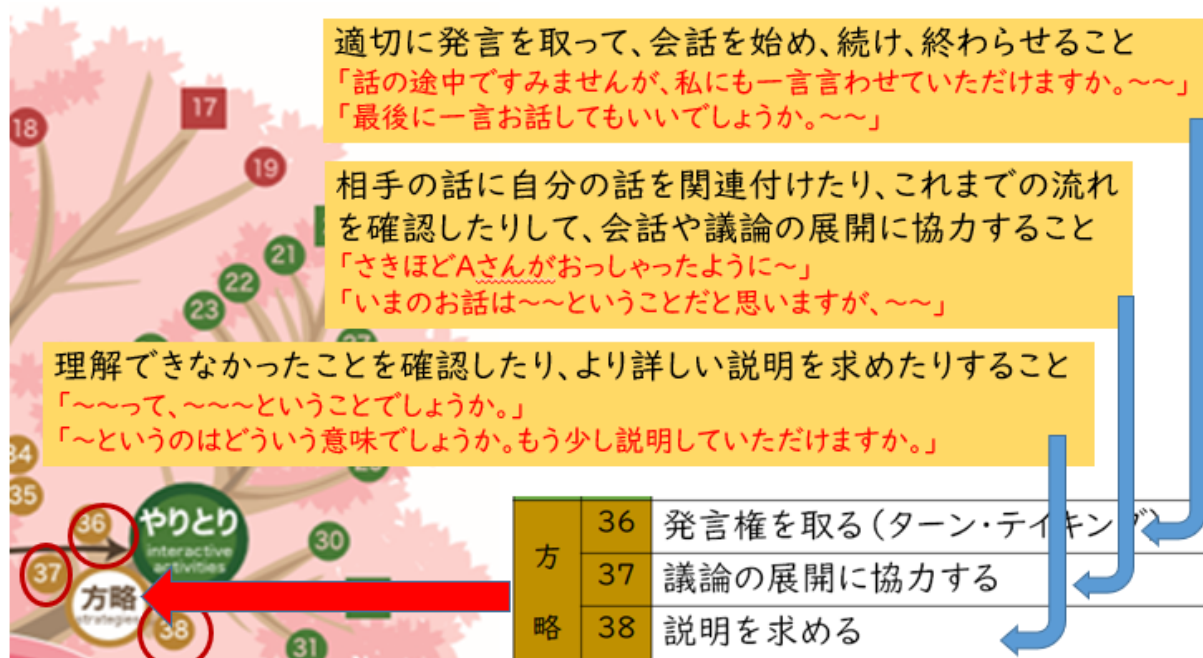 適切に発言を取って、会話を始め、続け、終わらせること
「話の途中ですみませんが、私にも一言言わせていただけますか。~~」
「最後に一言お話してもいいでしょうか。~~」
相手の話に自分の話を関連付けたり、これまでの流れ
を確認したりして、会話や議論の展開に協力すること
「さきほどAさんがおっしゃったように~」
「いまのお話は~~ということだと思いますが、~~」
理解できなかったことを確認したり、より詳しい説明を求めたりすること
「~~って、~~~ということでしょうか。」
「~というのはどういう意味でしょうか。もう少し説明していただけますか。」
18
17
19
21
22
23
34
35
36
37
38
やりとり
interactive
activities
方略
strategies
30
31
方略
36 発言権を取る(ターン・テイキング)
37 議論の展開に協力する
38 説明を求める